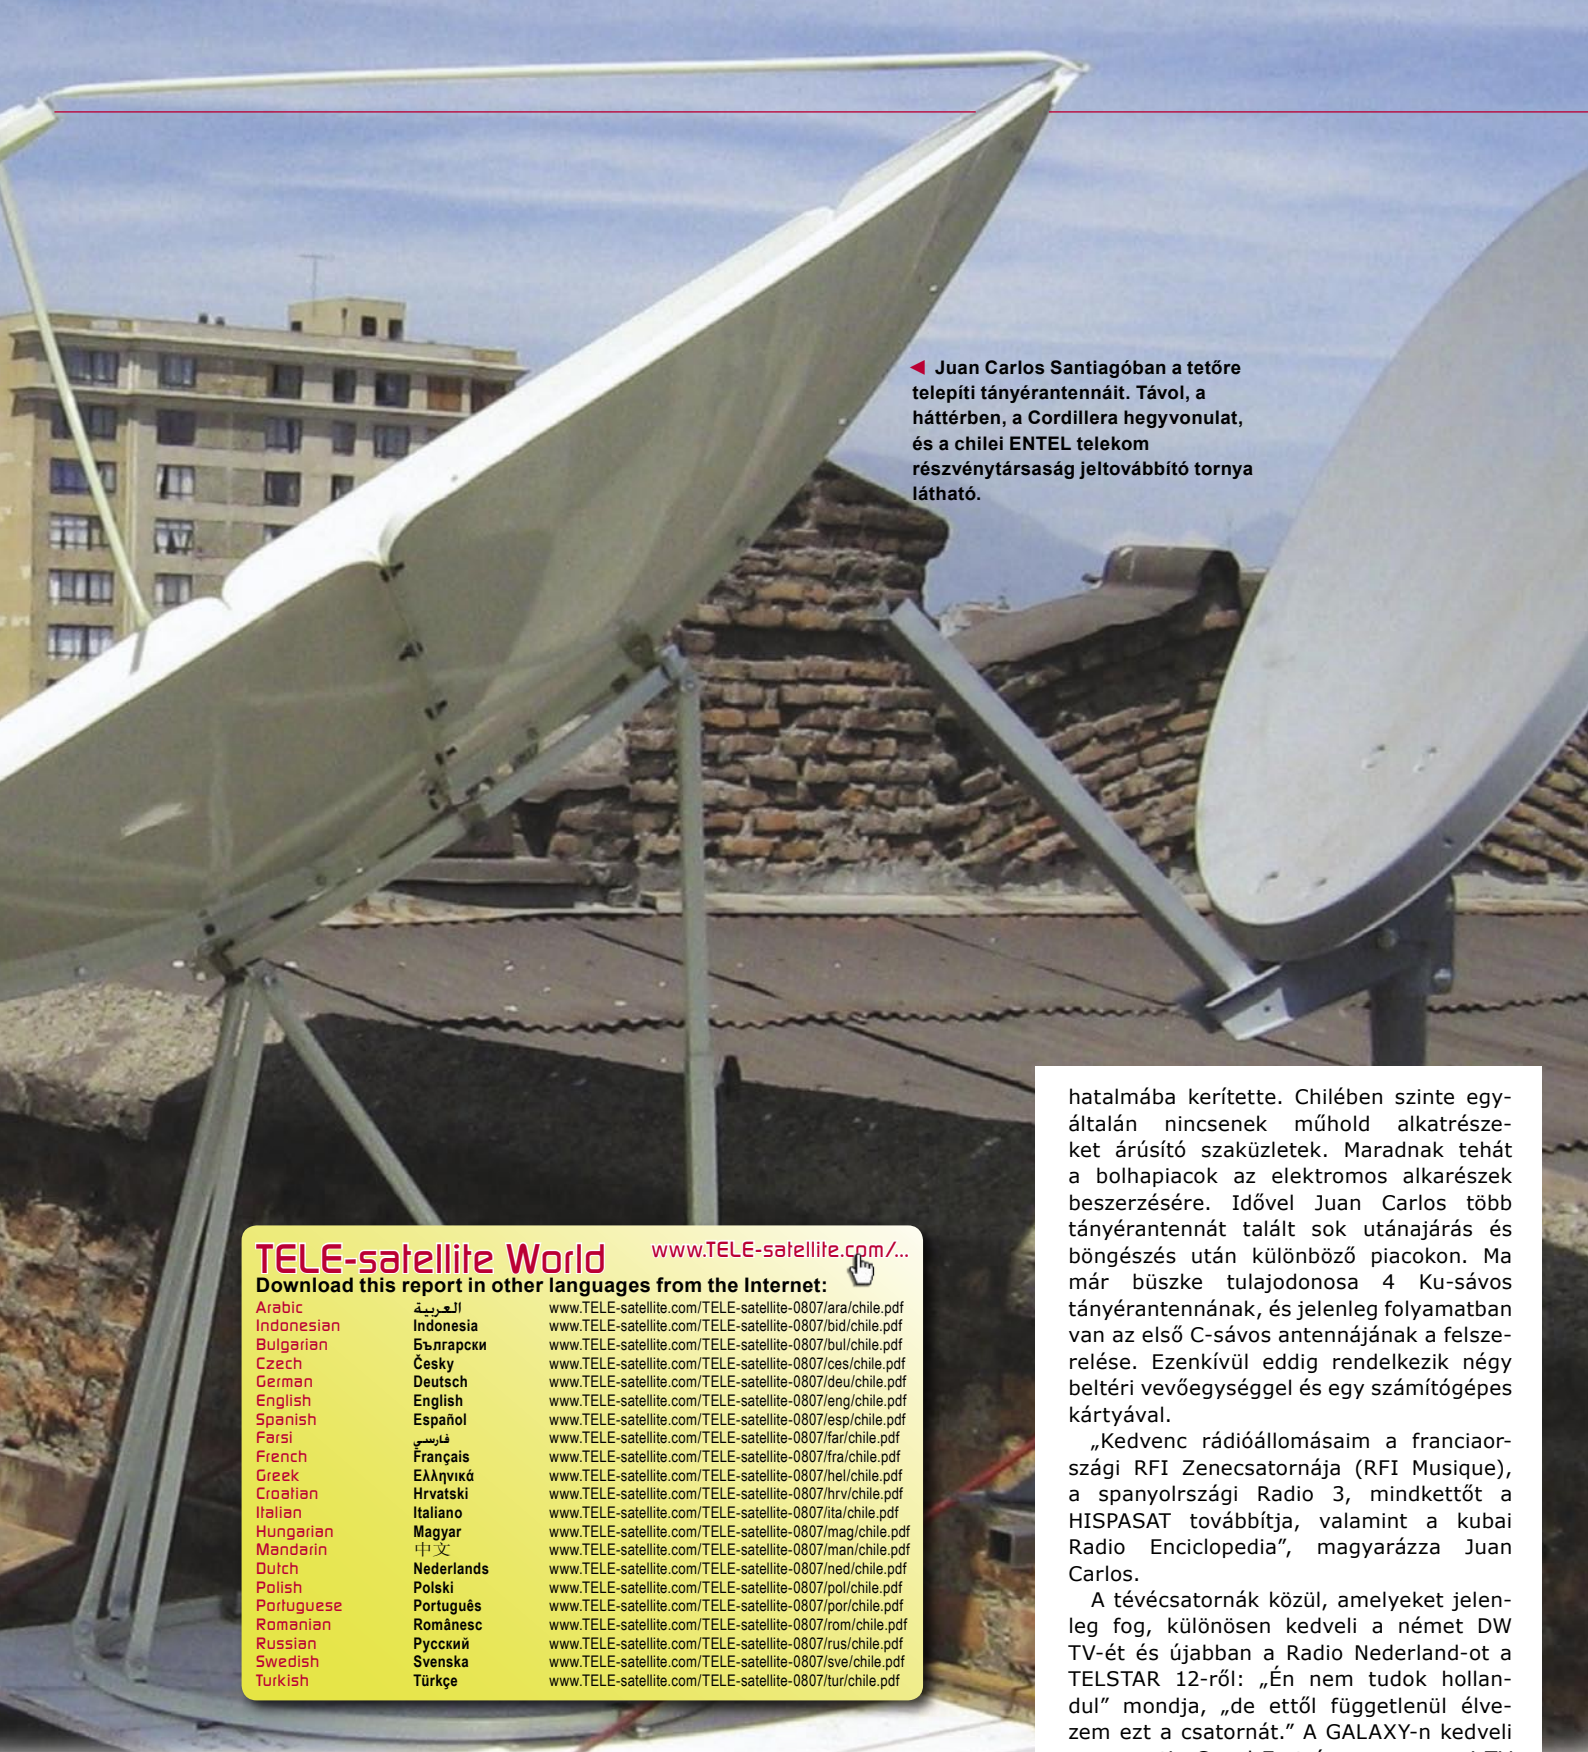 ◄ Juan Carlos Santiagóban a tetőre
telepíti tányérantennáit. Távol, a
háttérben, a Cordillera hegyvonulat,
és a chilei ENTEL telekom
részvénytársaság jeltovábbító tornya
látható.
hatalmába kerítette. Chilében szinte egy-
általán nincsenek műhold alkatrésze-
ket árúsító szaküzletek. Maradnak tehát
a bolhapiacok az elektromos alkarészek
beszerzésére. Idővel Juan Carlos több
tányérantennát talált sok utánajárás és
böngészés után különböző piacokon. Ma
már büszke tulajodonosa 4 Ku-sávos
tányérantennának, és jelenleg folyamatban
van az első C-sávos antennájának a felsze-
relése. Ezenkívül eddig rendelkezik négy
beltéri vevőegységgel és egy számítógépes
kártyával.
„Kedvenc rádióállomásaim a franciaor-
szági RFI Zenecsatornája (RFI Musique),
a spanyolrszági Radio 3, mindkettőt a
HISPASAT továbbítja, valamint a kubai
Radio Enciclopedia”, magyarázza Juan
Carlos.
A tévécsatornák közül, amelyeket jelen-
leg fog, különösen kedveli a német DW
TV-ét és újabban a Radio Nederland-ot a
TELSTAR 12-ről: „Én nem tudok hollan-
dul” mondja, „de ettől függetlenül élve-
zem ezt a csatornát.” A GALAXY-n kedveli
TELE-satellite World www.TELE-satellite.com/...
Download this report in other languages from the Internet:
Arabic العربية www.TELE-satellite.com/TELE-satellite-0807/ara/chile.pdf
Indonesian Indonesia www.TELE-satellite.com/TELE-satellite-0807/bid/chile.pdf
Bulgarian Български www.TELE-satellite.com/TELE-satellite-0807/bul/chile.pdf
Czech Česky www.TELE-satellite.com/TELE-satellite-0807/ces/chile.pdf
German Deutsch www.TELE-satellite.com/TELE-satellite-0807/deu/chile.pdf
English English www.TELE-satellite.com/TELE-satellite-0807/eng/chile.pdf
Spanish Español www.TELE-satellite.com/TELE-satellite-0807/esp/chile.pdf
Farsi فارسي www.TELE-satellite.com/TELE-satellite-0807/far/chile.pdf
French Français www.TELE-satellite.com/TELE-satellite-0807/fra/chile.pdf
Greek Ελληνικά www.TELE-satellite.com/TELE-satellite-0807/hel/chile.pdf
Croatian Hrvatski www.TELE-satellite.com/TELE-satellite-0807/hrv/chile.pdf
Italian Italiano www.TELE-satellite.com/TELE-satellite-0807/ita/chile.pdf
Hungarian Magyar www.TELE-satellite.com/TELE-satellite-0807/mag/chile.pdf
Mandarin 中文 www.TELE-satellite.com/TELE-satellite-0807/man/chile.pdf
Dutch Nederlands www.TELE-satellite.com/TELE-satellite-0807/ned/chile.pdf
Polish Polski www.TELE-satellite.com/TELE-satellite-0807/pol/chile.pdf
Portuguese Português www.TELE-satellite.com/TELE-satellite-0807/por/chile.pdf
Romanian Românesc www.TELE-satellite.com/TELE-satellite-0807/rom/chile.pdf
Russian Русский www.TELE-satellite.com/TELE-satellite-0807/rus/chile.pdf
Swedish Svenska www.TELE-satellite.com/TELE-satellite-0807/sve/chile.pdf
Turkish Türkçe www.TELE-satellite.com/TELE-satellite-0807/tur/chile.pdf